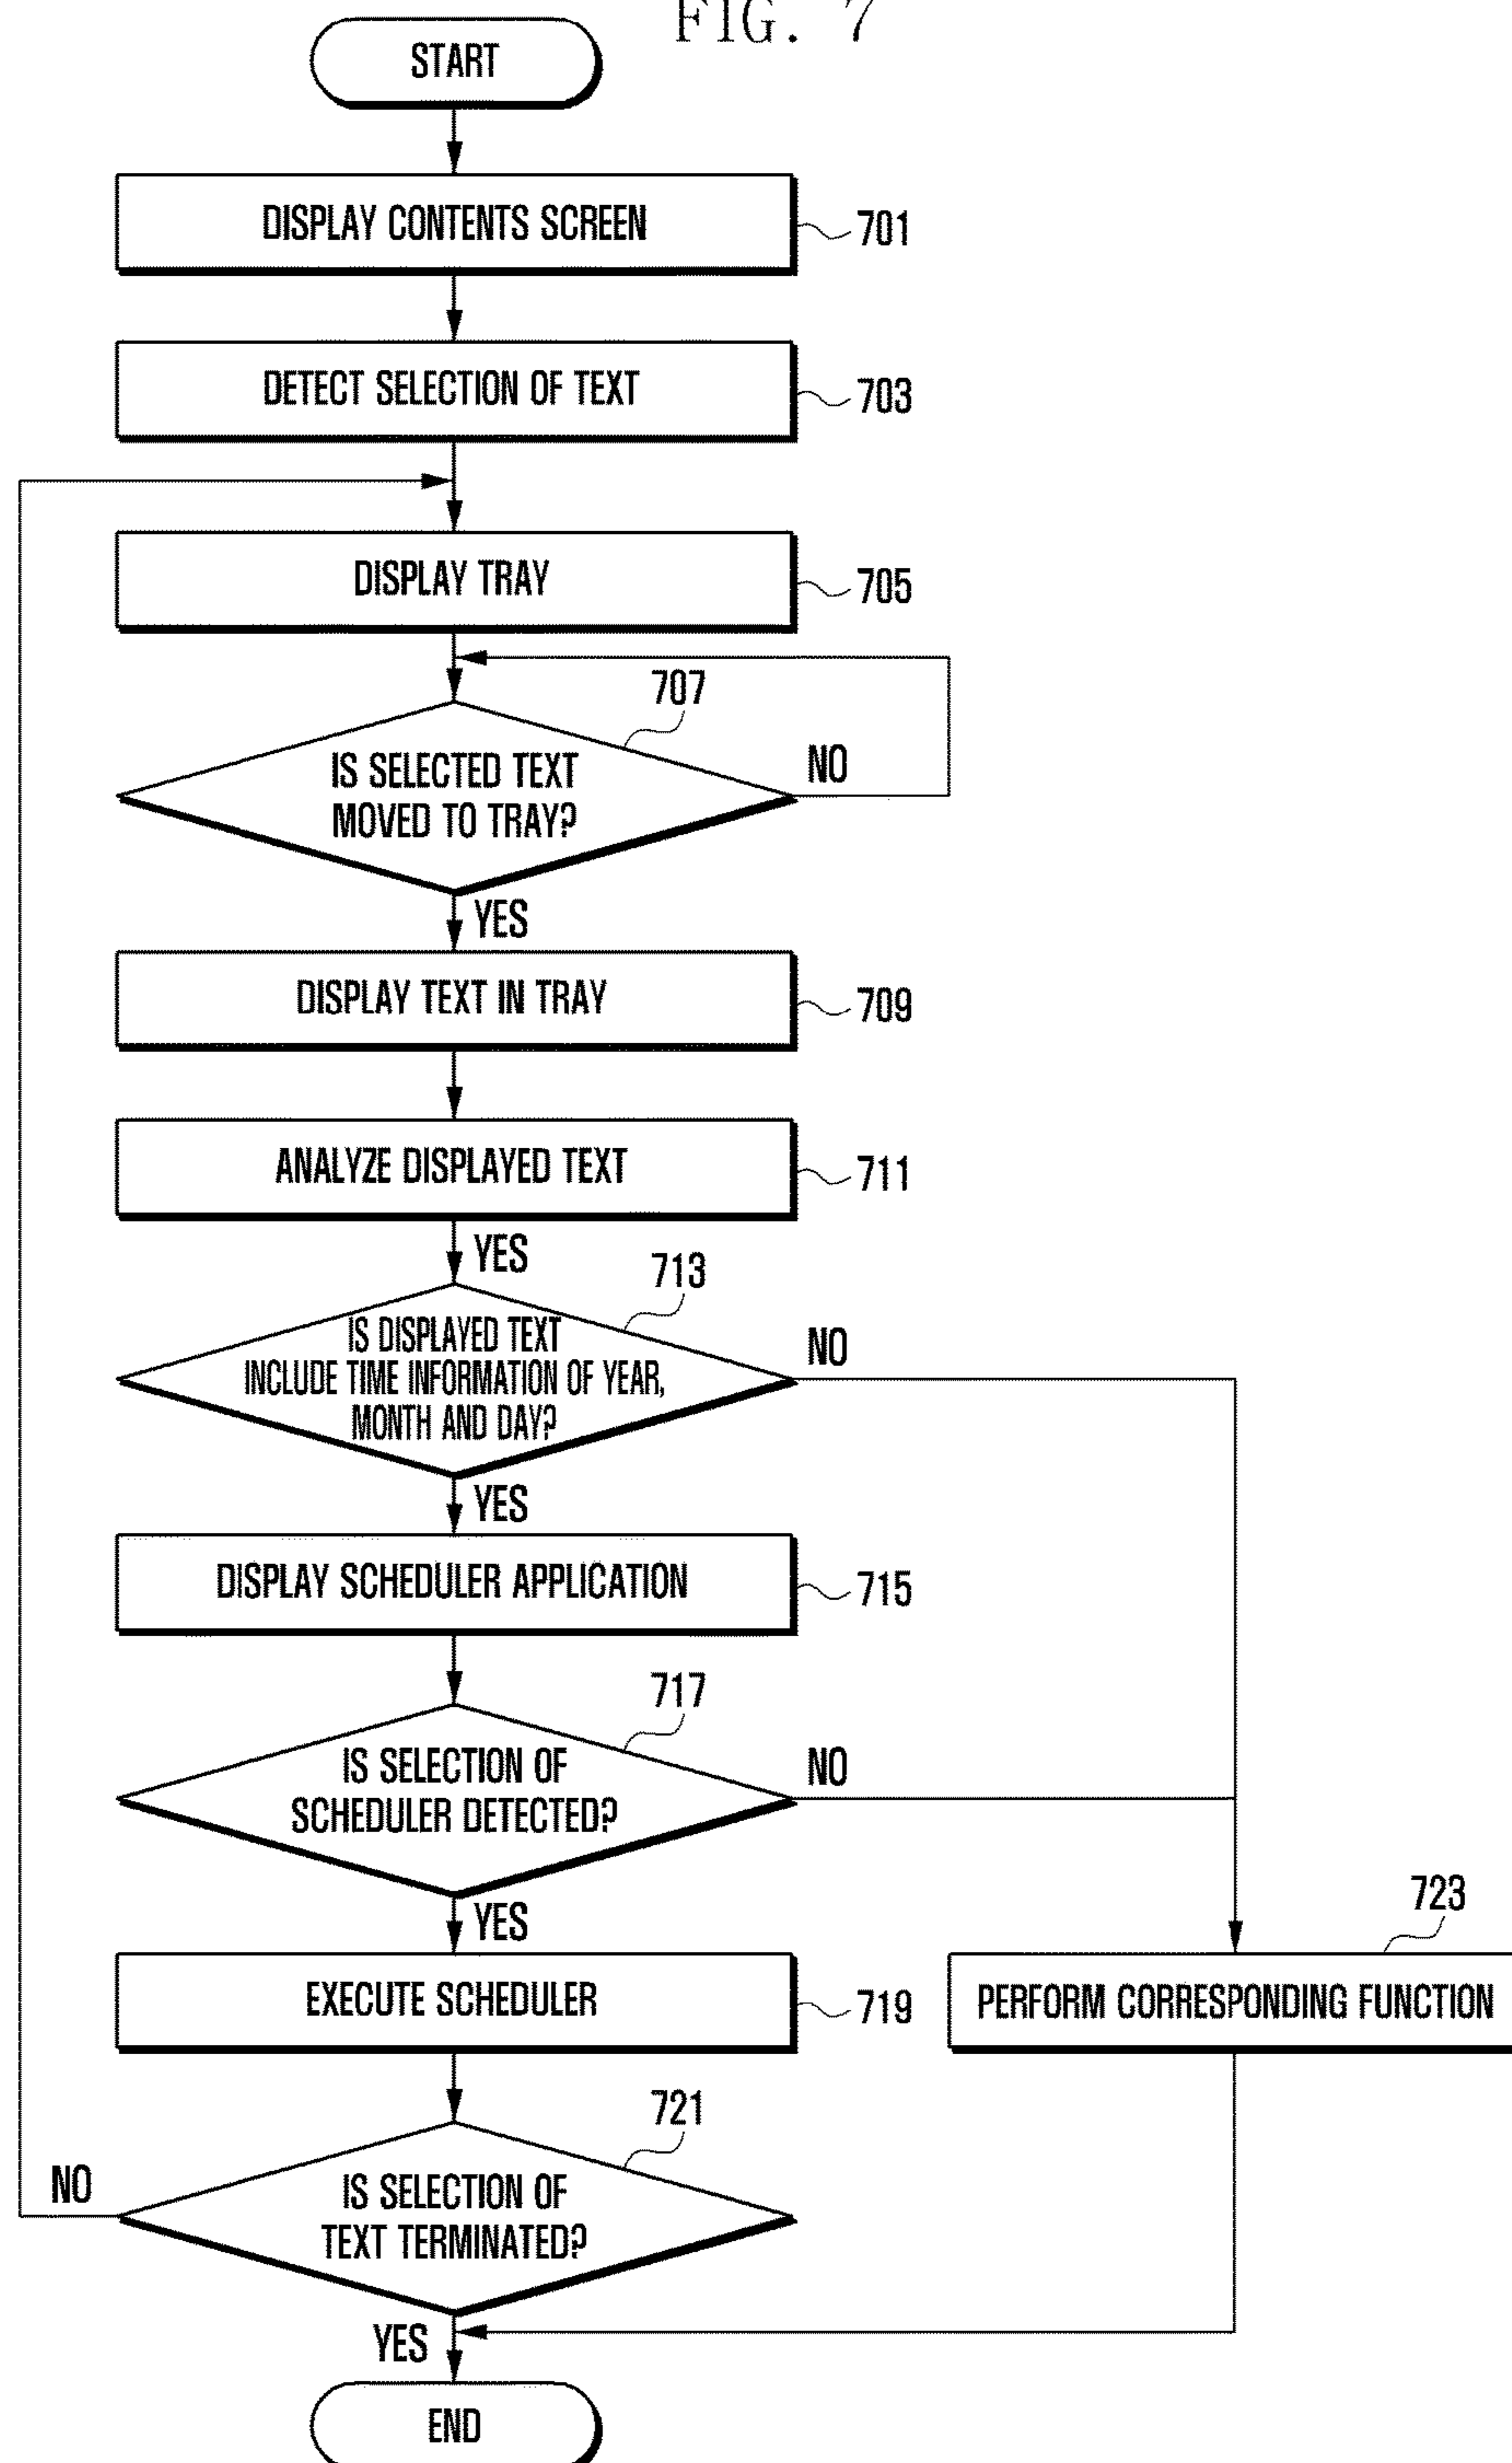 FIG. 7
START
DISPLAY CONTENTS SCREEN
701
DETECT SELECTION OF TEXT
703
DISPLAY TRAY
705
707
IS SELECTED TEXT
MOVED TO TRAY?
NO
YES
DISPLAY TEXT IN TRAY
709
ANALYZE DISPLAYED TEXT
711
YES
713
IS DISPLAYED TEXT
INCLUDE TIME INFORMATION OF YEAR,
MONTH AND DAY?
NO
YES
DISPLAY SCHEDULER APPLICATION
715
717
IS SELECTION OF
SCHEDULER DETECTED?
NO
YES
723
EXECUTE SCHEDULER
719
PERFORM CORRESPONDING FUNCTION
721
IS SELECTION OF
TEXT TERMINATED?
NO
YES
END